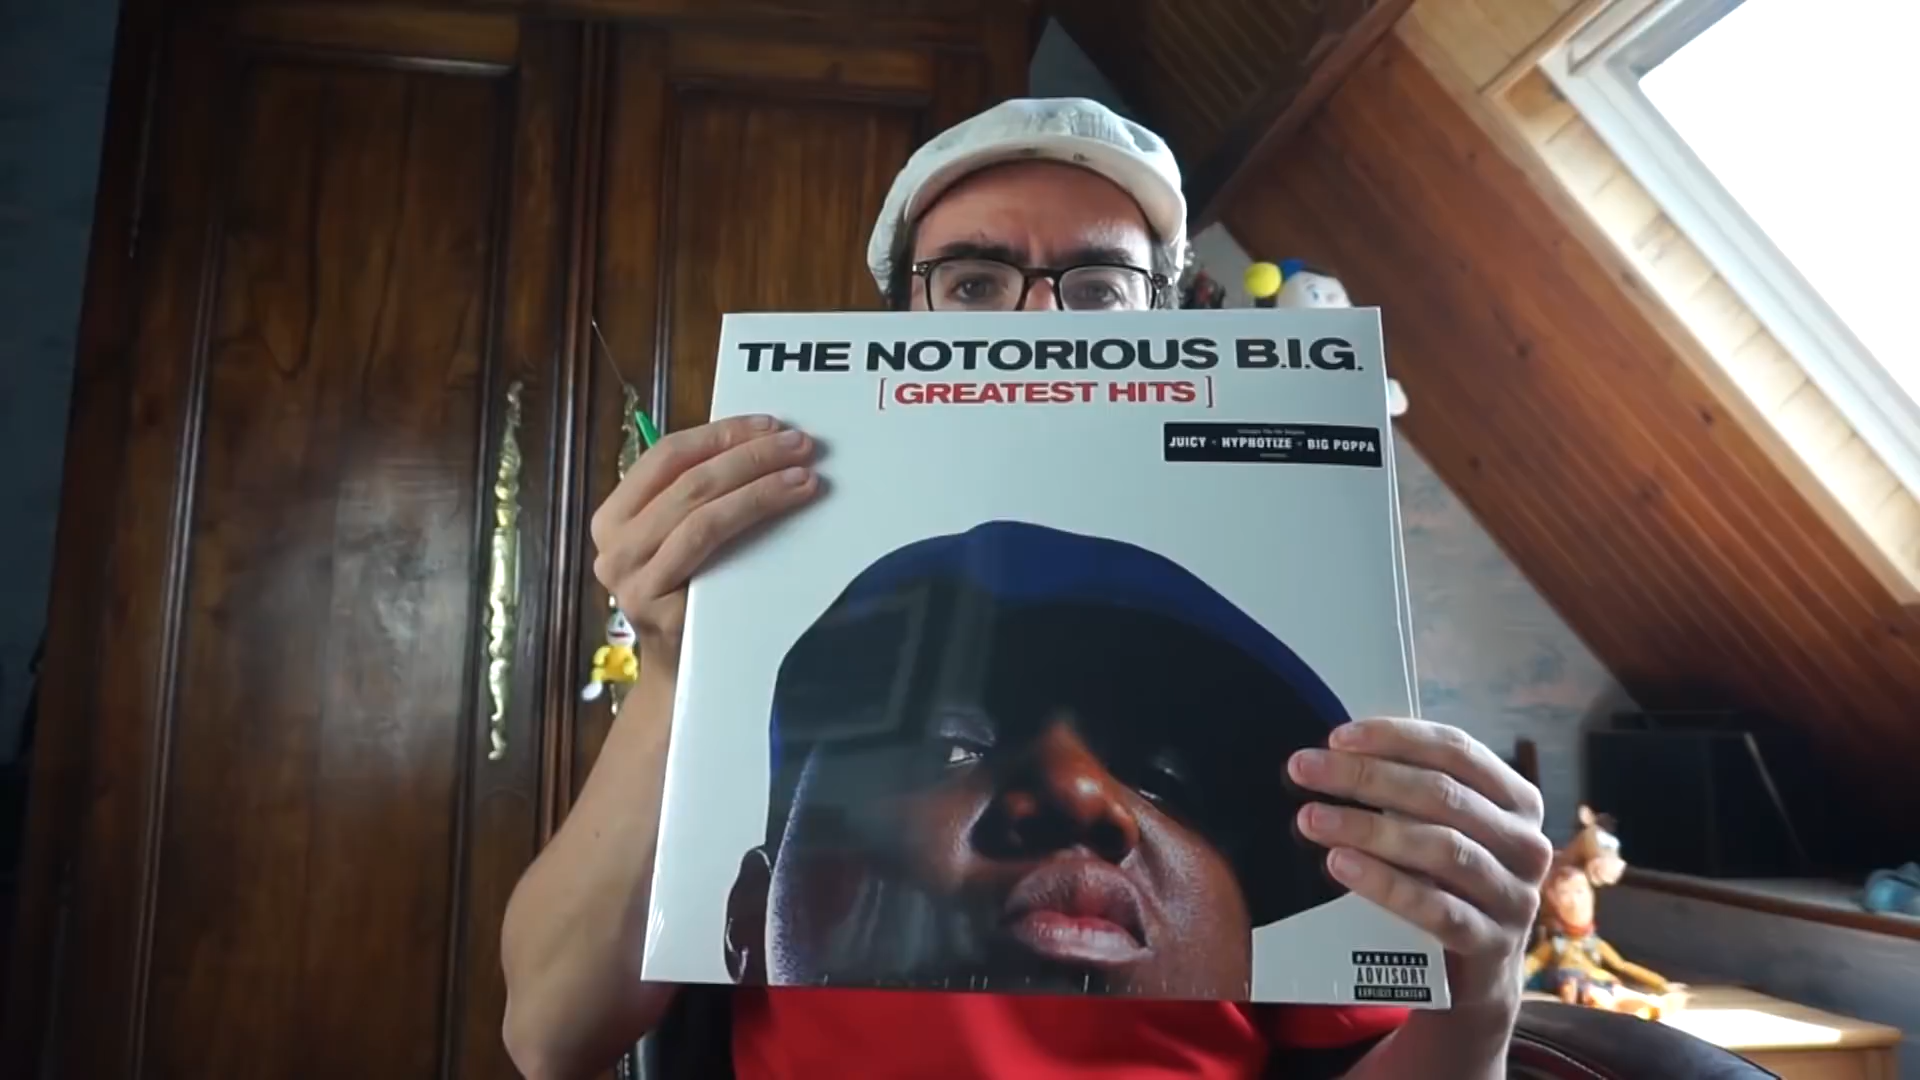 THE NOTORIOUS B.I.G.
[GREATEST HITS]
JUICY - HYPNOTIZE - BIG POPPA
PARENTAL
ADVISORY
EXPLICIT CONTENT